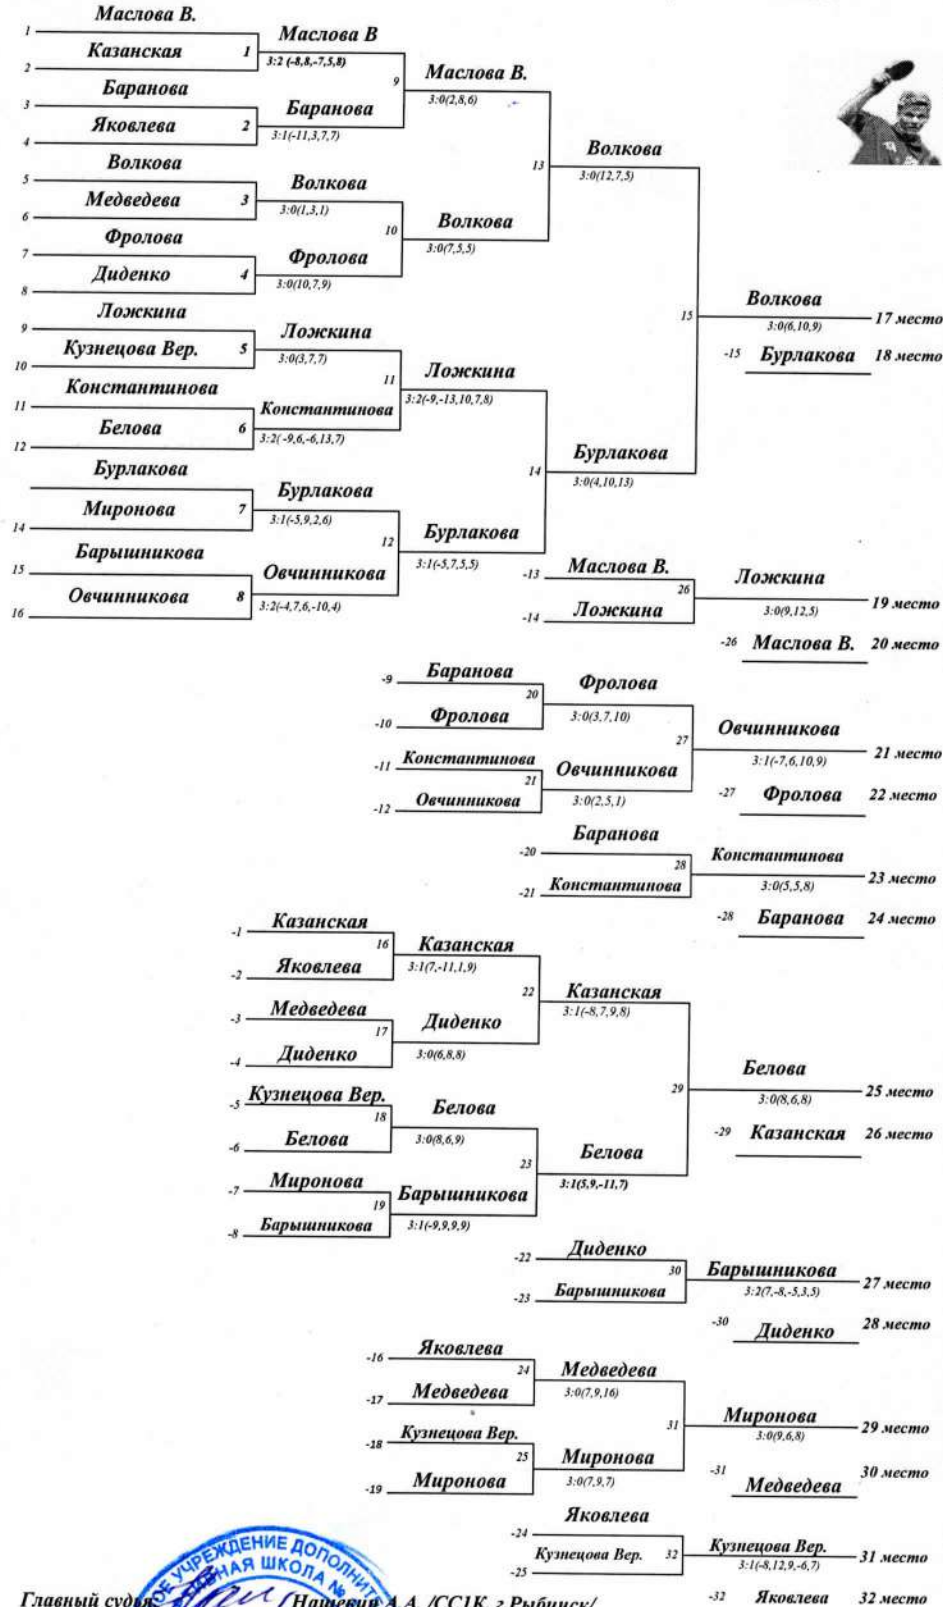 Маслова В.
1
Казанская 1
2
Маслова В
3:2 (-8,8,-7,5,8)
Баранова
3
Яковлева 2
4
Баранова
3:1(-11,3,7,7)
9
Маслова В.
3:0(2,8,6)
Волкова
5
Медведева 3
6
Волкова
3:0(1,3,1)
Фролова
7
Диденко 4
8
Фролова
3:0(10,7,9)
10
Волкова
3:0(7,5,5)
13
Волкова
3:0(12,7,5)
Ложкина
9
Кузнецова Вер. 5
10
Ложкина
3:0(3,7,7)
Константинова
11
Белова 6
12
Константинова
3:2( -9,6,-6,13,7)
11
Ложкина
3:2(-9,-13,10,7,8)
Бурлакова
Миронова 7
14
Бурлакова
3:1(-5,9,2,6)
Барышникова
15
Овчинникова 8
16
Овчинникова
3:2(-4,7,6,-10,4)
12
Бурлакова
3:1(-5,7,5,5)
14
Бурлакова
3:0(4,10,13)
15
Волкова
3:0(6,10,9)
17 место
-15 Бурлакова 18 место
-13 Маслова В.
26
-14 Ложкина
Ложкина
3:0(9,12,5)
19 место
-26 Маслова В. 20 место
-9 Баранова
20
-10 Фролова
Фролова
3:0(3,7,10)
-11 Константинова
21
-12 Овчинникова
Овчинникова
3:0(2,5,1)
27
Овчинникова
3:1(-7,6,10,9)
21 место
-27 Фролова 22 место
Баранова
-20
28
-21 Константинова
Константинова
3:0(5,5,8)
23 место
-28 Баранова 24 место
-1 Казанская
16
-2 Яковлева
Казанская
3:1(7,-11,1,9)
-3 Медведева
17
-4 Диденко
Диденко
3:0(6,8,8)
22
Казанская
3:1(-8,7,9,8)
-5 Кузнецова Вер.
18
-6 Белова
Белова
3:0(8,6,9)
-7 Миронова
19
-8 Барышникова
Барышникова
3:1(-9,9,9,9)
23
Белова
3:1(5,9,-11,7)
29
Белова
3:0(8,6,8)
25 место
-29 Казанская 26 место
-22 Диденко
30
-23 Барышникова
Барышникова
3:2(7,-8,-5,3,5)
27 место
-30 Диденко 28 место
-16 Яковлева
24
-17 Медведева
Медведева
3:0(7,9,16)
-18 Кузнецова Вер.
25
-19 Миронова
Миронова
3:0(7,9,7)
31
Миронова
3:0(9,6,8)
29 место
-31 Медведева 30 место
Яковлева
-24
Кузнецова Вер. 32
-25
Кузнецова Вер.
3:1(-8,12,9,-6,7)
31 место
-32 Яковлева 32 место
УЧРЕЖДЕНИЕ ДОПОЛНИТЕ
ШКОЛА №
Главный судья А.А. /СС1К, г.Рыбинск/